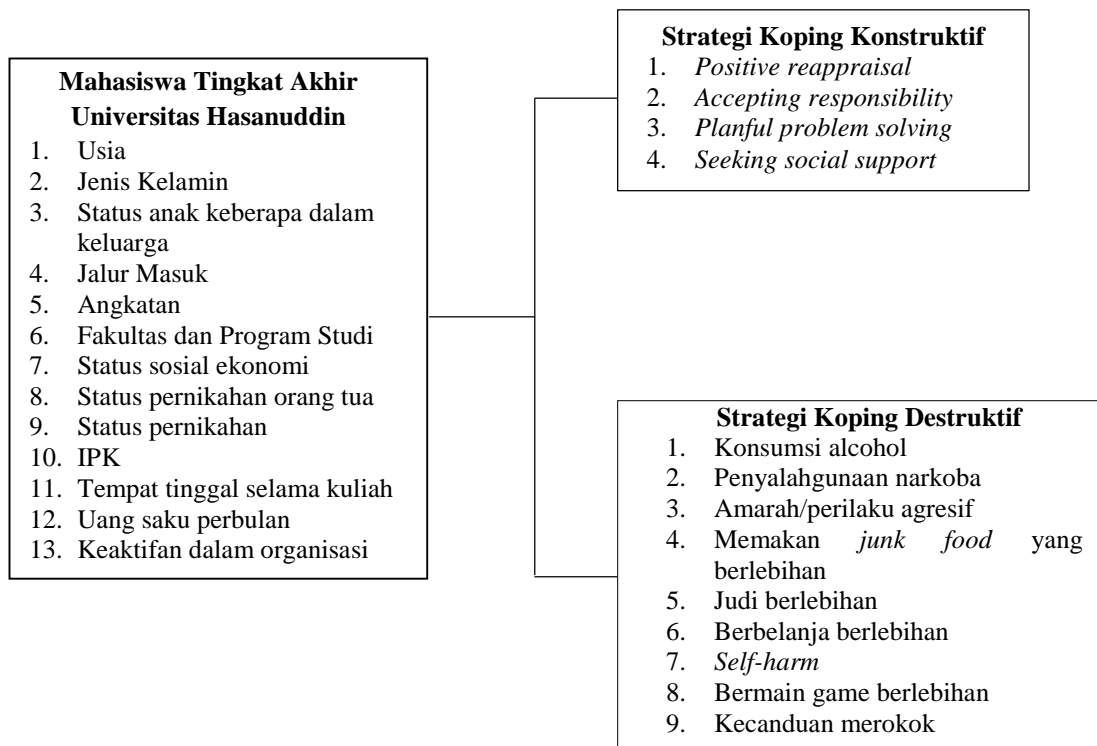 Mahasiswa Tingkat Akhir
Universitas Hasanuddin
1. Usia
2. Jenis Kelamin
3. Status anak keberapa dalam
keluarga
4. Jalur Masuk
5. Angkatan
6. Fakultas dan Program Studi
7. Status sosial ekonomi
8. Status pernikahan orang tua
9. Status pernikahan
10. IPK
11. Tempat tinggal selama kuliah
12. Uang saku perbulan
13. Keaktifan dalam organisasi
Strategi Koping Konstruktif
1. Positive reappraisal
2. Accepting responsibility
3. Planful problem solving
4. Seeking social support
Strategi Koping Destruktif
1. Konsumsi alcohol
2. Penyalahgunaan narkoba
3. Amarah/perilaku agresif
4. Memakan junk food yang
berlebihan
5. Judi berlebihan
6. Berbelanja berlebihan
7. Self-harm
8. Bermain game berlebihan
9. Kecanduan merokok